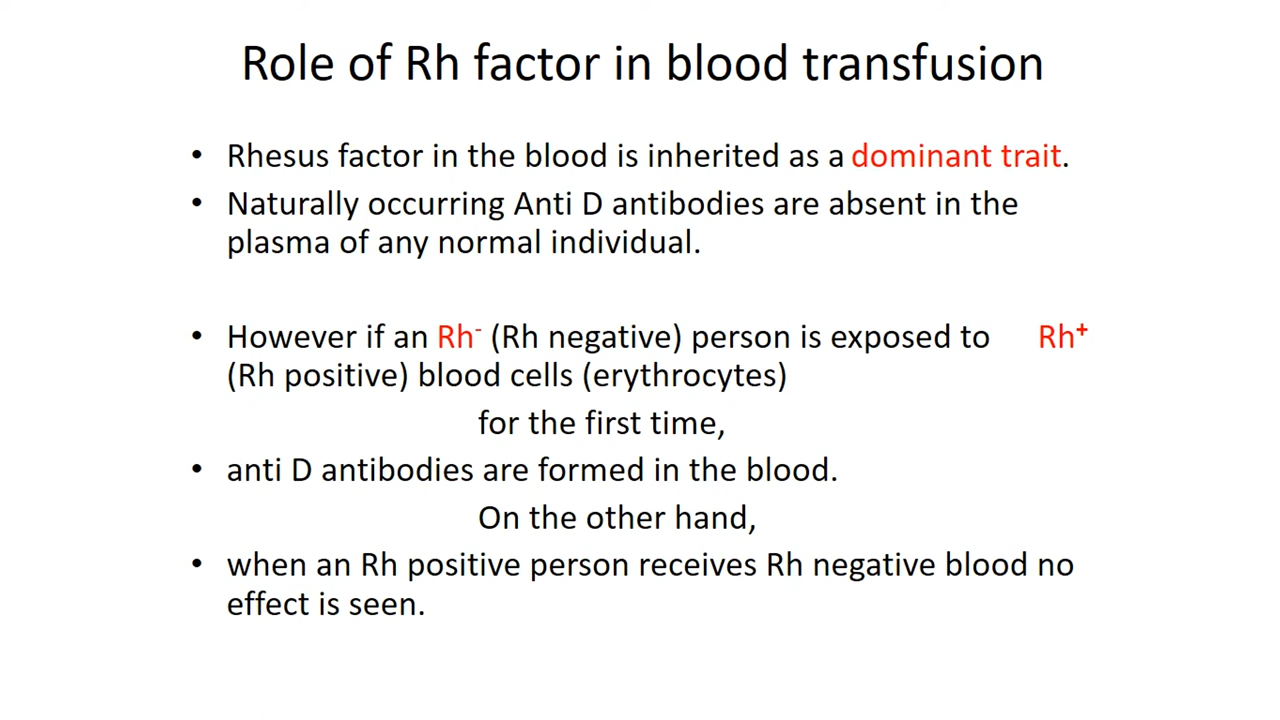 Role of Rh factor in blood transfusion
• Rhesus factor in the blood is inherited as a dominant trait.
• Naturally occurring Anti D antibodies are absent in the
plasma of any normal individual.
• However if an Rh⁻ (Rh negative) person is exposed to Rh⁺
(Rh positive) blood cells (erythrocytes)
for the first time,
• anti D antibodies are formed in the blood.
On the other hand,
• when an Rh positive person receives Rh negative blood no
effect is seen.